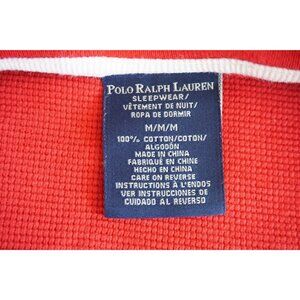 POLO RALPH LAUREN
SLEEPWEAR/
VÊTEMENT DE NUIT/
ROPA DE DORMIR
M/M/M
100% COTTON/COTON/
ALGODÓN
MADE IN CHINA
FABRIQUÉ EN CHINE
HECHO EN CHINA
CARE ON REVERSE
INSTRUCTIONS À L'ENDOS
VER INSTRUCCIONES DE
CUIDADO AL REVERSO